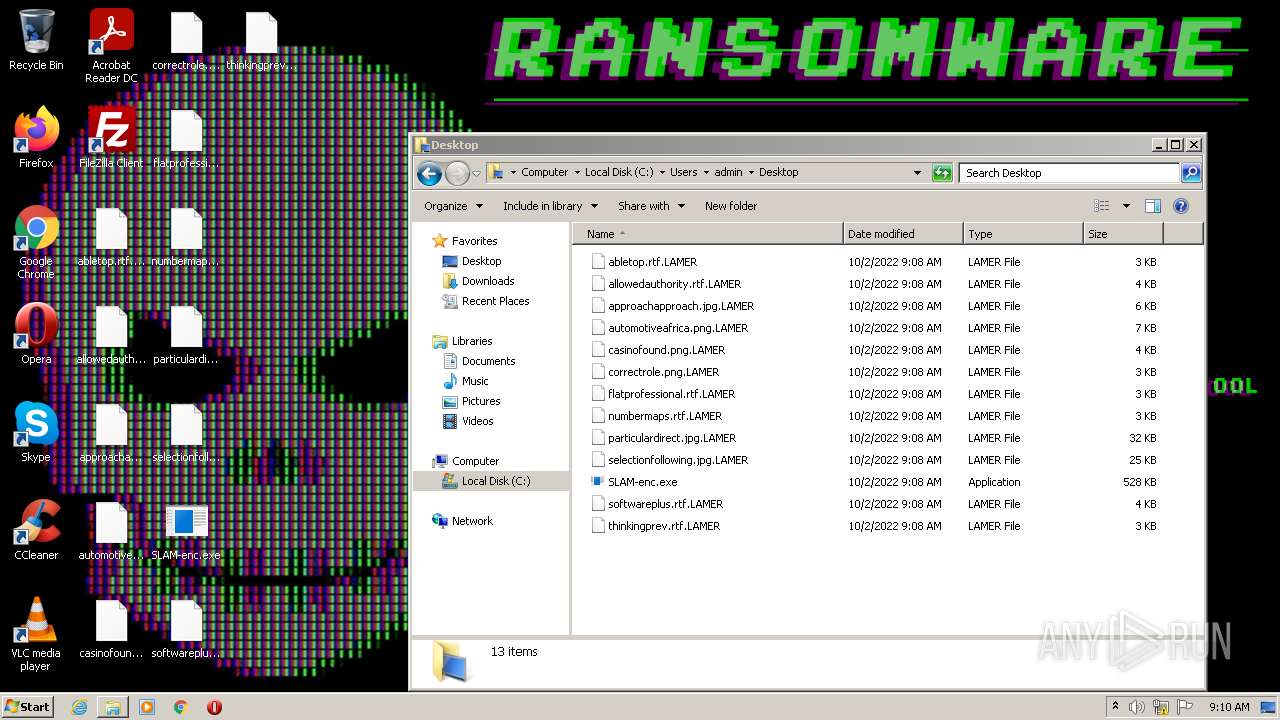 RANSOMWARE
Recycle Bin
Acrobat
Reader DC
correctrole....
thinkingprev...
Firefox
FileZilla Client
flatprofessi...
Google
Chrome
abletop.rtf....
numbermap...
Opera
allowedauth...
particulardi...
Skype
approacha...
selectionfoll...
CCleaner
automotive...
SLAM-enc.exe
VLC media
player
casinofoun...
softwareplu...
OOL
Desktop
Computer Local Disk (C:) Users admin Desktop
Search Desktop
Organize Include in library Share with New folder
Favorites
Desktop
Downloads
Recent Places
Libraries
Documents
Music
Pictures
Videos
Computer
Local Disk (C:)
Network
Name Date modified Type Size
abletop.rtf.LAMER 10/2/2022 9:08 AM LAMER File 3 KB
allowedauthority.rtf.LAMER 10/2/2022 9:08 AM LAMER File 4 KB
approachapproach.jpg.LAMER 10/2/2022 9:08 AM LAMER File KB
automotiveafrica.png.LAMER 10/2/2022 9:08 AM LAMER File KB
casinofound.png.LAMER 10/2/2022 9:08 AM LAMER File KB
correctrole.png.LAMER 10/2/2022 9:08 AM LAMER File 3 KB
flatprofessional.rtf.LAMER 10/2/2022 9:08 AM LAMER File KB
numbermaps.rtf.LAMER 10/2/2022 9:08 AM LAMER File KB
particulardirect.jpg.LAMER 10/2/2022 9:08 AM LAMER File KB
selectionfollowing.jpg.LAMER 10/2/2022 9:08 AM LAMER File 25 KB
SLAM-enc.exe 10/2/2022 9:08 AM Application 528 KB
softwareplus.rtf.LAMER 10/2/2022 9:08 AM LAMER File 4 KB
thinkingprev.rtf.LAMER 10/2/2022 9:08 AM LAMER File 3 KB
13 items
ANY RUN
Start
9:10 AM